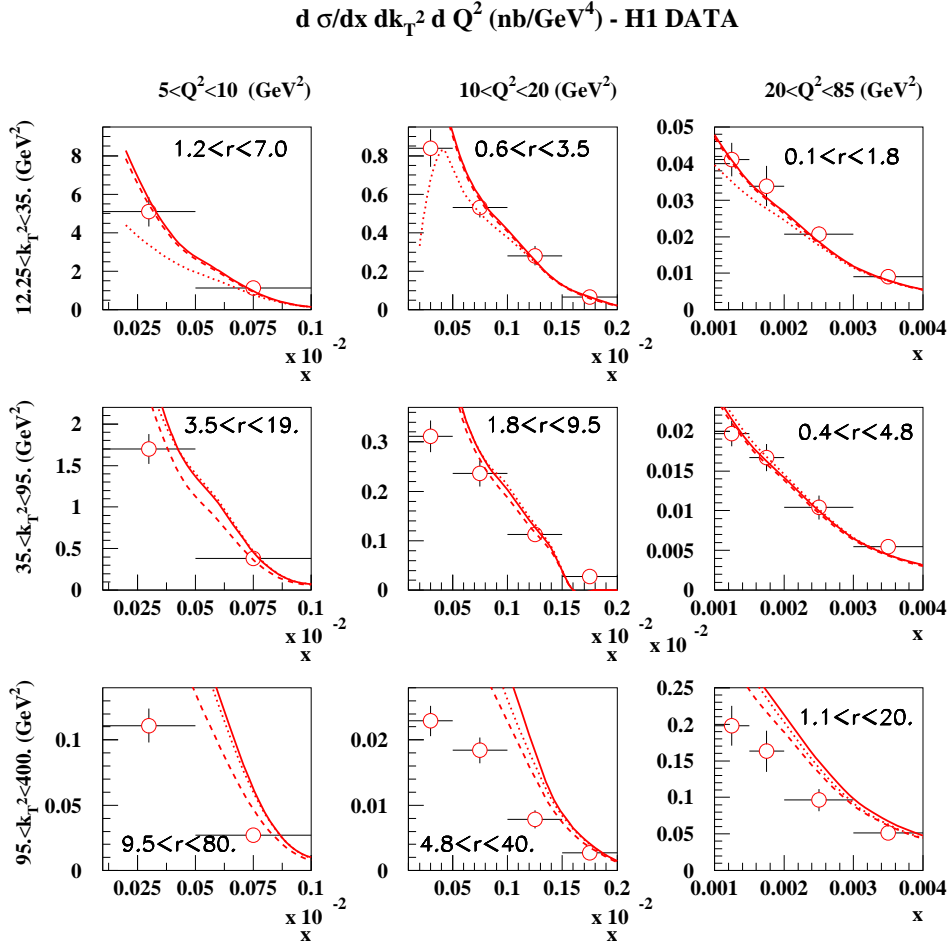 d σ/dx dk_T² d Q² (nb/GeV⁴) - H1 DATA
5<Q²<10 (GeV²)
10<Q²<20 (GeV²)
20<Q²<85 (GeV²)
12.25<k_T²<35. (GeV²)
8
6
4
2
0
1.2<r<7.0
0.025 0.05 0.075 0.1
x 10⁻²
x
0.8
0.6
0.4
0.2
0
0.6<r<3.5
0.05 0.1 0.15 0.2
x 10⁻²
x
0.05
0.04
0.03
0.02
0.01
0
0.1<r<1.8
0.001 0.002 0.003 0.004
x
35.<k_T²<95. (GeV²)
2
1.5
1
0.5
0
3.5<r<19.
0.025 0.05 0.075 0.1
x 10⁻²
x
0.3
0.2
0.1
0
1.8<r<9.5
0.05 0.1 0.15 0.2
x 10⁻²
x
0.02
0.015
0.01
0.005
0
0.4<r<4.8
0.001 0.002 0.003 0.004
x
95.<k_T²<400. (GeV²)
0.1
0.05
0
9.5<r<80.
0.025 0.05 0.075 0.1
x 10⁻²
x
0.02
0.01
0
4.8<r<40.
0.05 0.1 0.15 0.2
x 10⁻²
x
0.25
0.2
0.15
0.1
0.05
0
1.1<r<20.
0.001 0.002 0.003 0.004
x